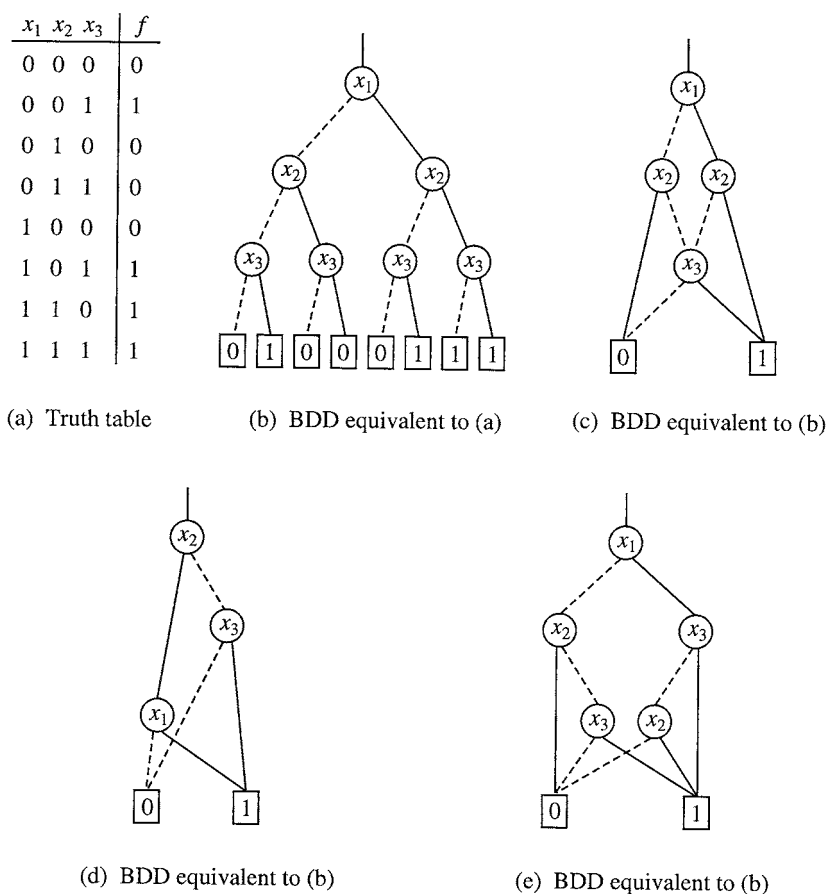 x₁ x₂ x₃ f
0 0 0 0
0 0 1 1
0 1 0 0
0 1 1 0
1 0 0 0
1 0 1 1
1 1 0 1
1 1 1 1
(a) Truth table
x₁
x₂ x₂
x₃ x₃ x₃ x₃
0 1 0 0 0 1 1 1
(b) BDD equivalent to (a)
x₁
x₂ x₂
x₃
0 1
(c) BDD equivalent to (b)
x₂
x₃
x₁
0 1
(d) BDD equivalent to (b)
x₁
x₂ x₃
x₃ x₂
0 1
(e) BDD equivalent to (b)